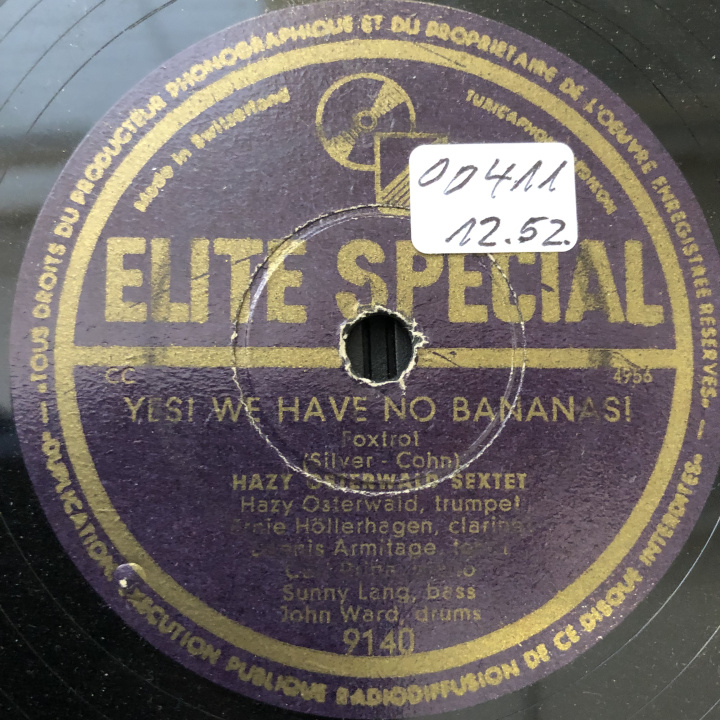 «TOUS DROITS DU PRODUCTEUR PHONOGRAPHIQUE ET DU PROPRIETAIRE DE L'OEUVRE ENREGISTREE RESERVES» —
Made in Switzerland
00411
12.52.
ELITE SPECIAL
CC 4956
YES! WE HAVE NO BANANAS!
Foxtrot
(Silver - Cohn)
HAZY OSTERWALD SEXTET
Hazy Osterwald, trumpet
Ernie Höllerhagen, clarinet
Dennis Armitage,
Sunny Lang, bass
John Ward, drums
9140
EXECUTION PUBLIQUE RADIODIFFUSION DE CE DISQUE INTERDITES» —